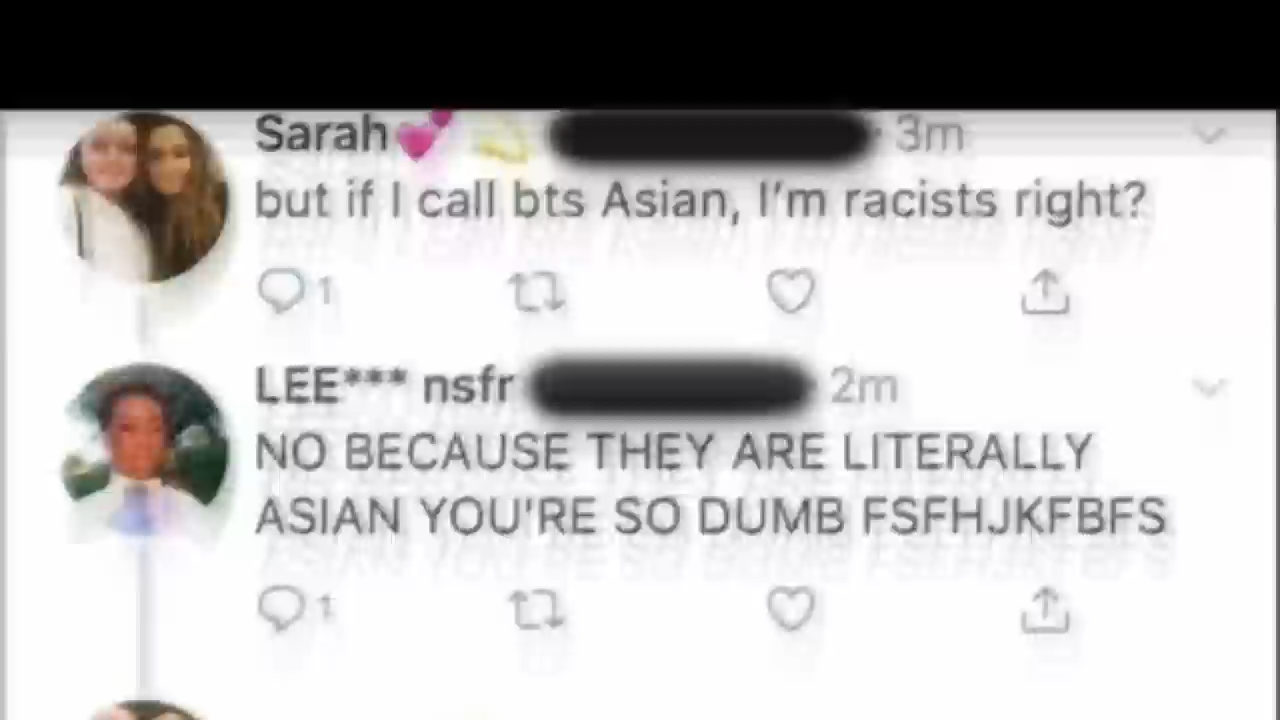 Sarah💕 💫 3m
but if I call bts Asian, I'm racists right?
1
LEE*** nsfr 2m
NO BECAUSE THEY ARE LITERALLY
ASIAN YOU'RE SO DUMB FSFHJKFBFS
1